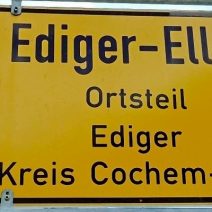 Ediger-Ell
Ortsteil
Ediger
Kreis Cochem-